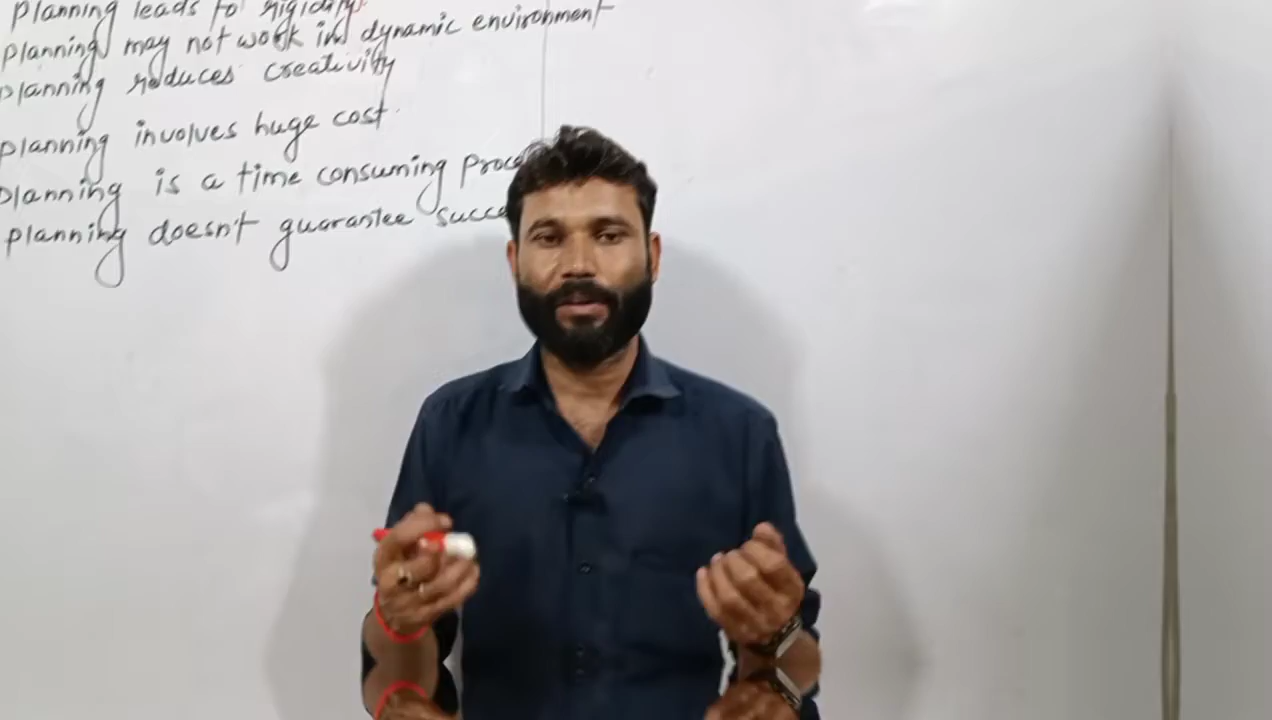 planning leads to rigidity.
planning may not work in dynamic environment
planning reduces creativity
planning involves huge cost.
planning is a time consuming
planning doesn't guarantee